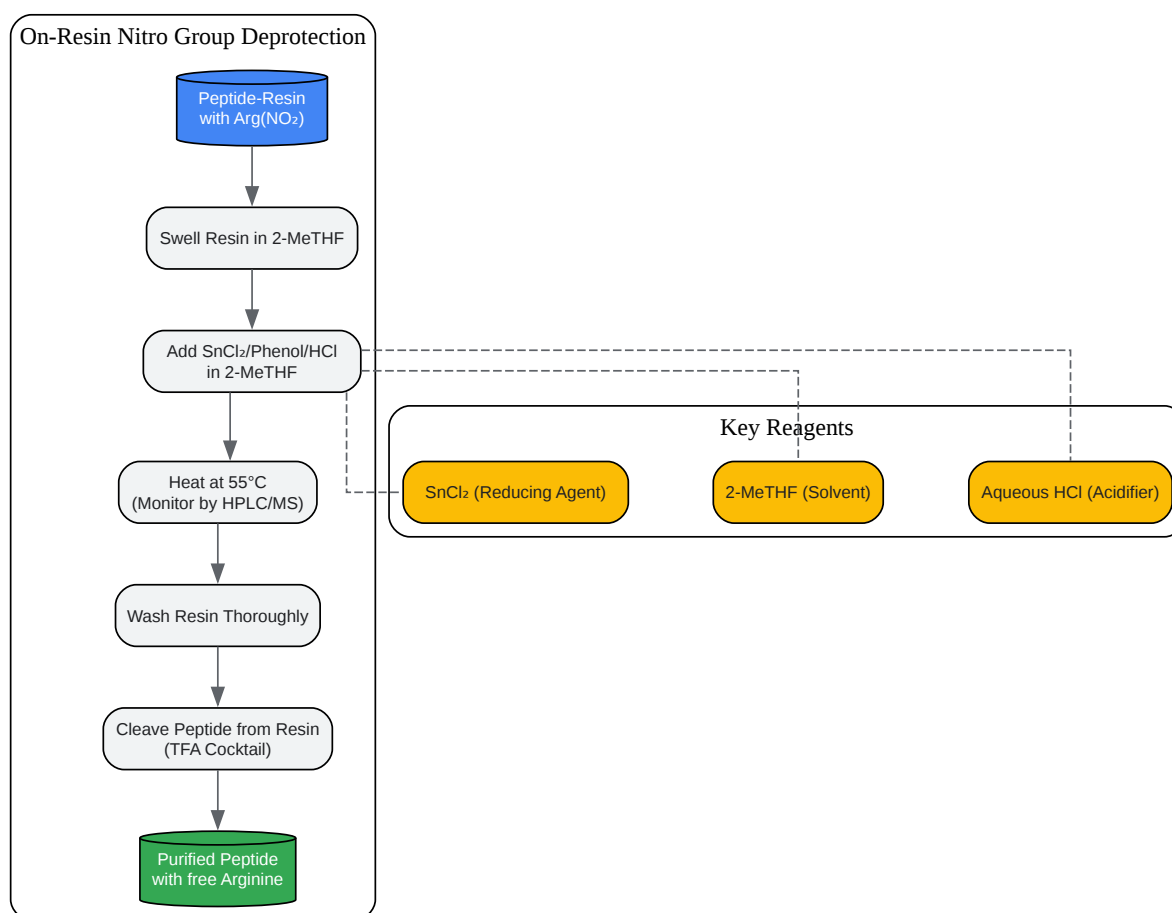 On-Resin Nitro Group Deprotection
Peptide-Resin
with Arg(NO₂)
Swell Resin in 2-MeTHF
Add SnCl₂/Phenol/HCl
in 2-MeTHF
Heat at 55°C
(Monitor by HPLC/MS)
Wash Resin Thoroughly
Cleave Peptide from Resin
(TFA Cocktail)
Purified Peptide
with free Arginine
Key Reagents
SnCl₂ (Reducing Agent)
2-MeTHF (Solvent)
Aqueous HCl (Acidifier)